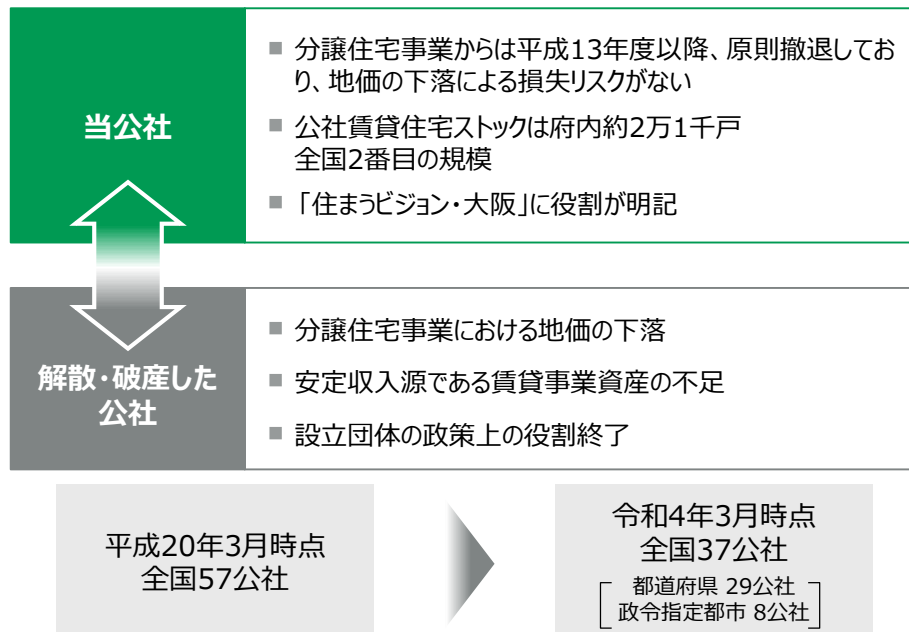 当公社
■ 分譲住宅事業からは平成13年度以降、原則撤退してお
り、地価の下落による損失リスクがない
■ 公社賃貸住宅ストックは府内約2万1千戸
全国2番目の規模
■ 「住まうビジョン・大阪」に役割が明記
解散・破産した
公社
■ 分譲住宅事業における地価の下落
■ 安定収入源である賃貸事業資産の不足
■ 設立団体の政策上の役割終了
平成20年3月時点
全国57公社
令和4年3月時点
全国37公社
都道府県 29公社
政令指定都市 8公社